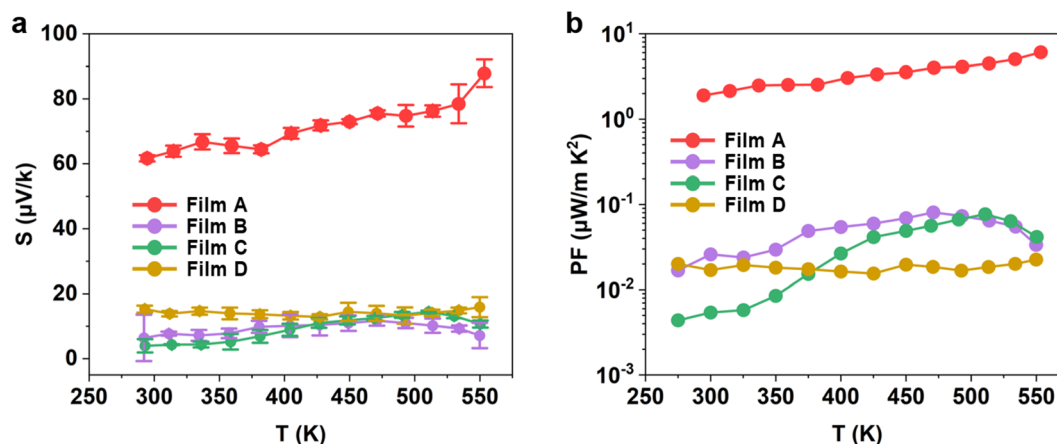 a
100
80
60
40
20
0
S (µV/k)
Film A
Film B
Film C
Film D
250 300 350 400 450 500 550
T (K)
b
10¹
10⁰
10⁻¹
10⁻²
10⁻³
PF (µW/m K²)
Film A
Film B
Film C
Film D
250 300 350 400 450 500 550
T (K)